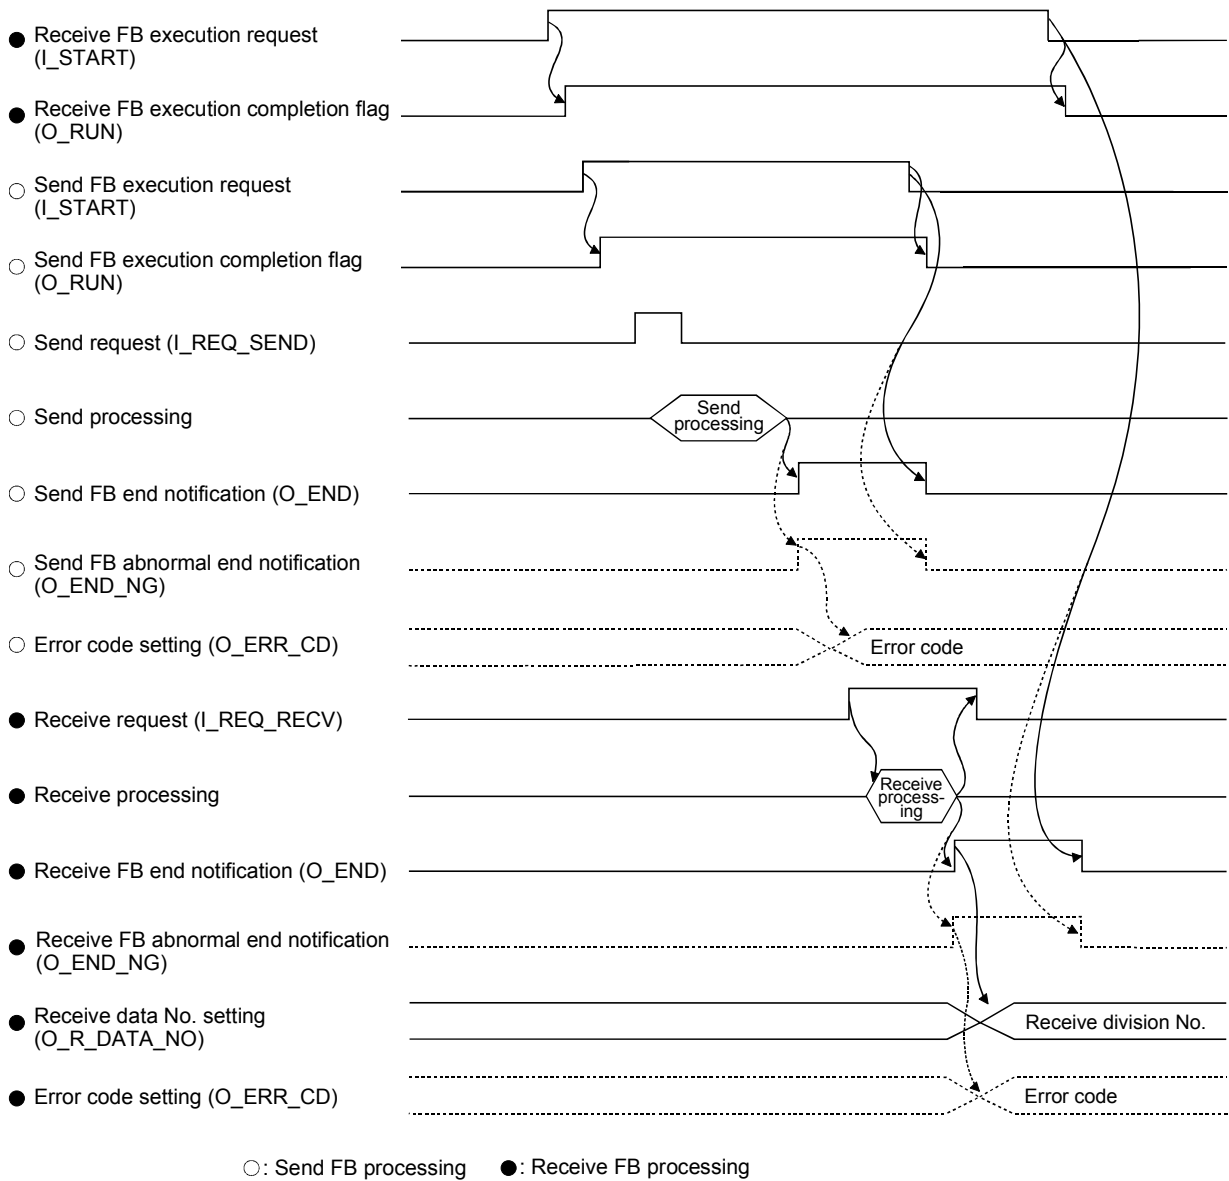 ● Receive FB execution request
(I_START)
● Receive FB execution completion flag
(O_RUN)
○ Send FB execution request
(I_START)
○ Send FB execution completion flag
(O_RUN)
○ Send request (I_REQ_SEND)
○ Send processing
Send
processing
○ Send FB end notification (O_END)
○ Send FB abnormal end notification
(O_END_NG)
○ Error code setting (O_ERR_CD)
Error code
● Receive request (I_REQ_RECV)
● Receive processing
Receive
process-
ing
● Receive FB end notification (O_END)
● Receive FB abnormal end notification
(O_END_NG)
● Receive data No. setting
(O_R_DATA_NO)
Receive division No.
● Error code setting (O_ERR_CD)
Error code
○: Send FB processing ●: Receive FB processing